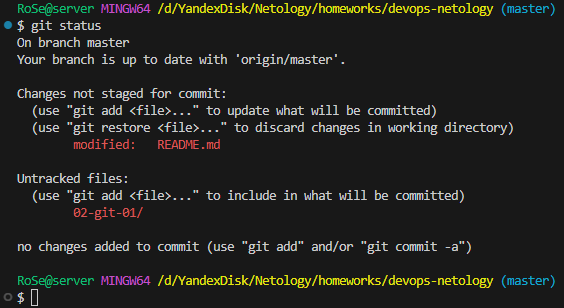 RoSe@server MINGW64 /d/YandexDisk/Netology/homeworks/devops-netology (master)
$ git status
On branch master
Your branch is up to date with 'origin/master'.
Changes not staged for commit:
(use "git add <file>..." to update what will be committed)
(use "git restore <file>..." to discard changes in working directory)
modified:   README.md
Untracked files:
(use "git add <file>..." to include in what will be committed)
02-git-01/
no changes added to commit (use "git add" and/or "git commit -a")
RoSe@server MINGW64 /d/YandexDisk/Netology/homeworks/devops-netology (master)
$